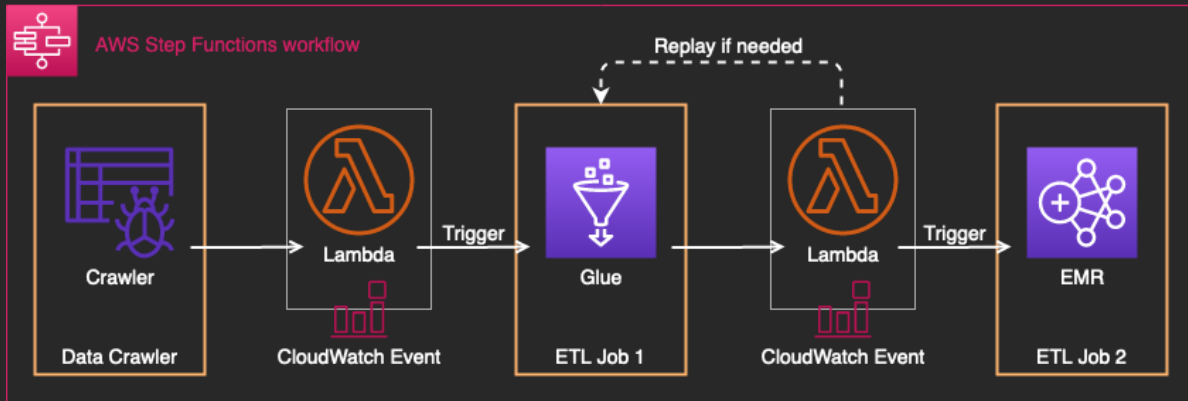 AWS Step Functions workflow
Replay if needed
Lambda
Trigger
Lambda
Trigger
Crawler
Glue
EMR
Data Crawler
CloudWatch Event
ETL Job 1
CloudWatch Event
ETL Job 2